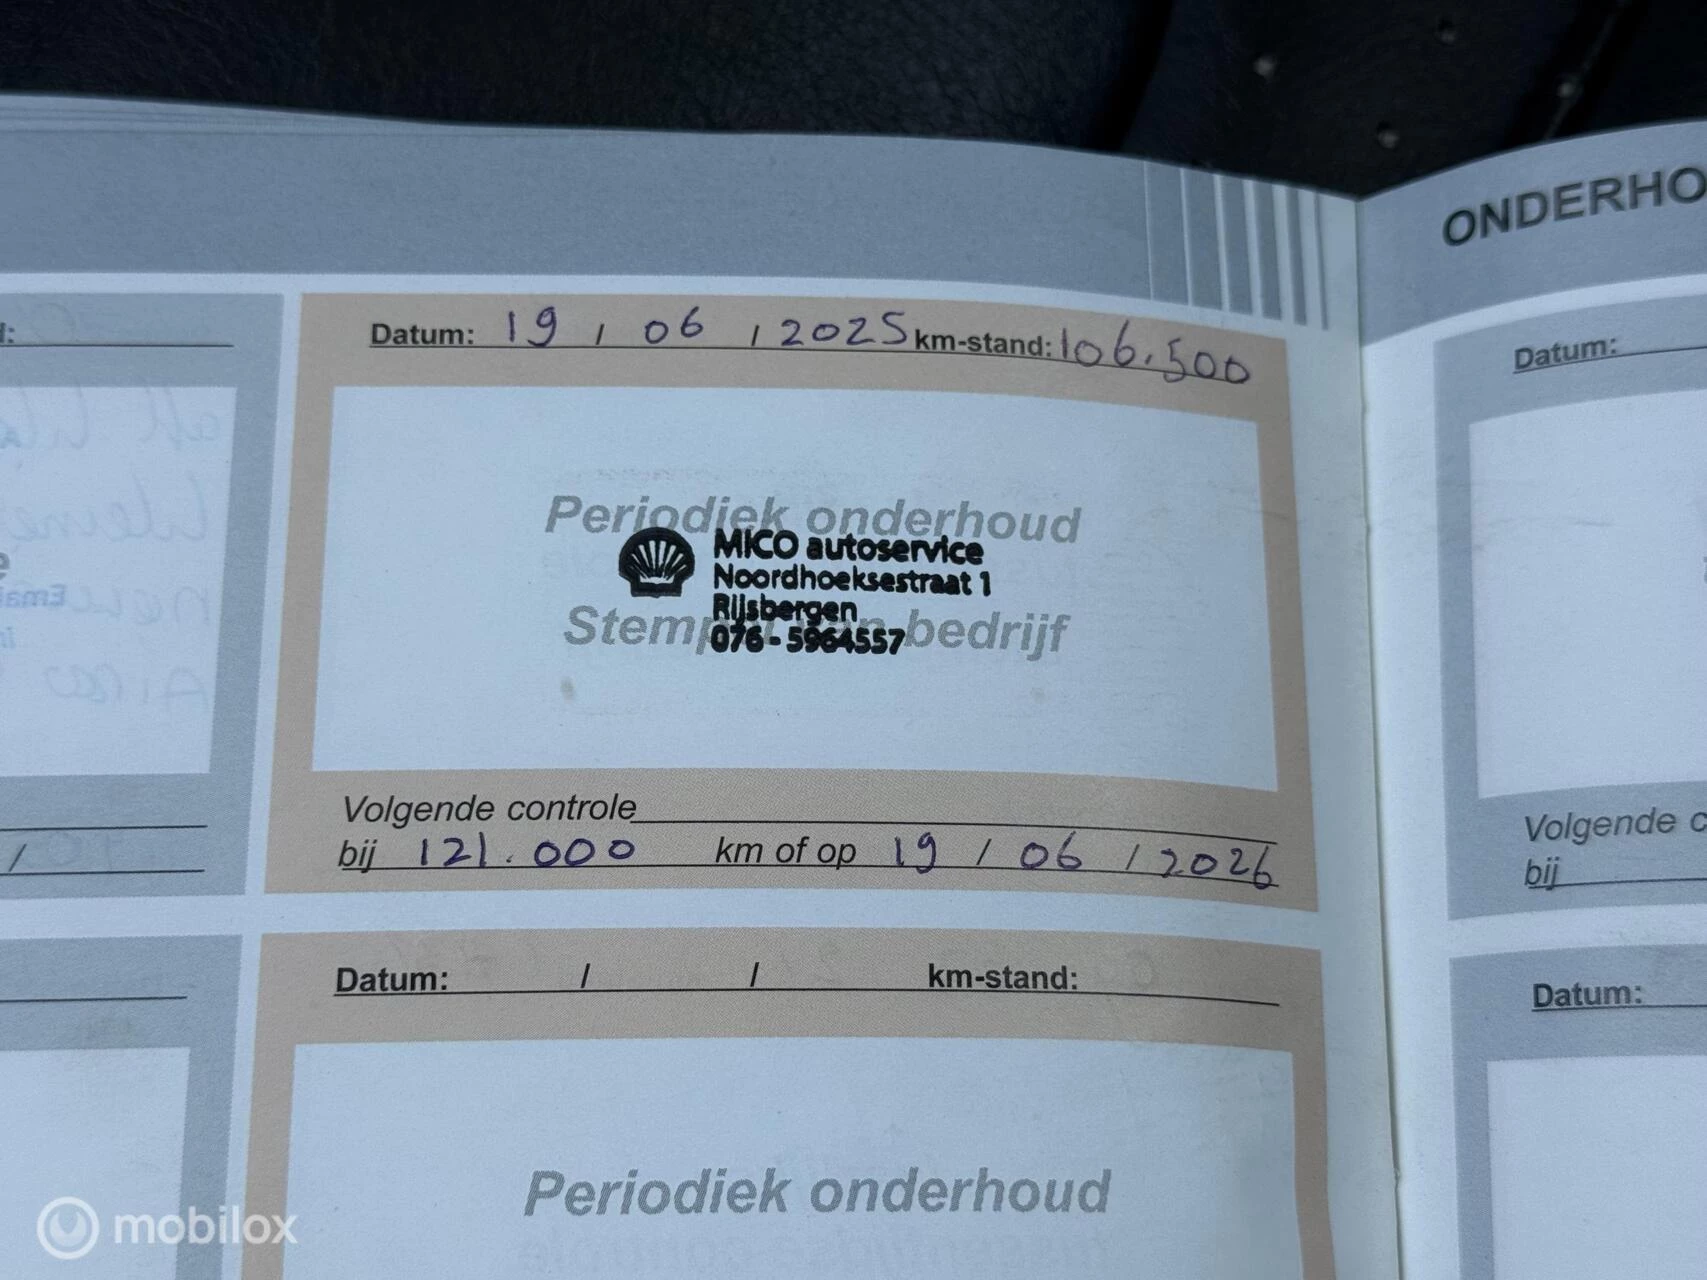 ONDERHO
Datum: 19 / 06 / 2025 km-stand: 106.500
Periodiek onderhoud
MICO autoservice
Noordhoeksestraat 1
Rijsbergen
076-5964557
bedrijf
Volgende controle
bij 121.000 km of op 19 / 06 / 2026
Datum: / / km-stand:
Periodiek onderhoud
Datum:
Volgende c
bij
Datum:
mobilox